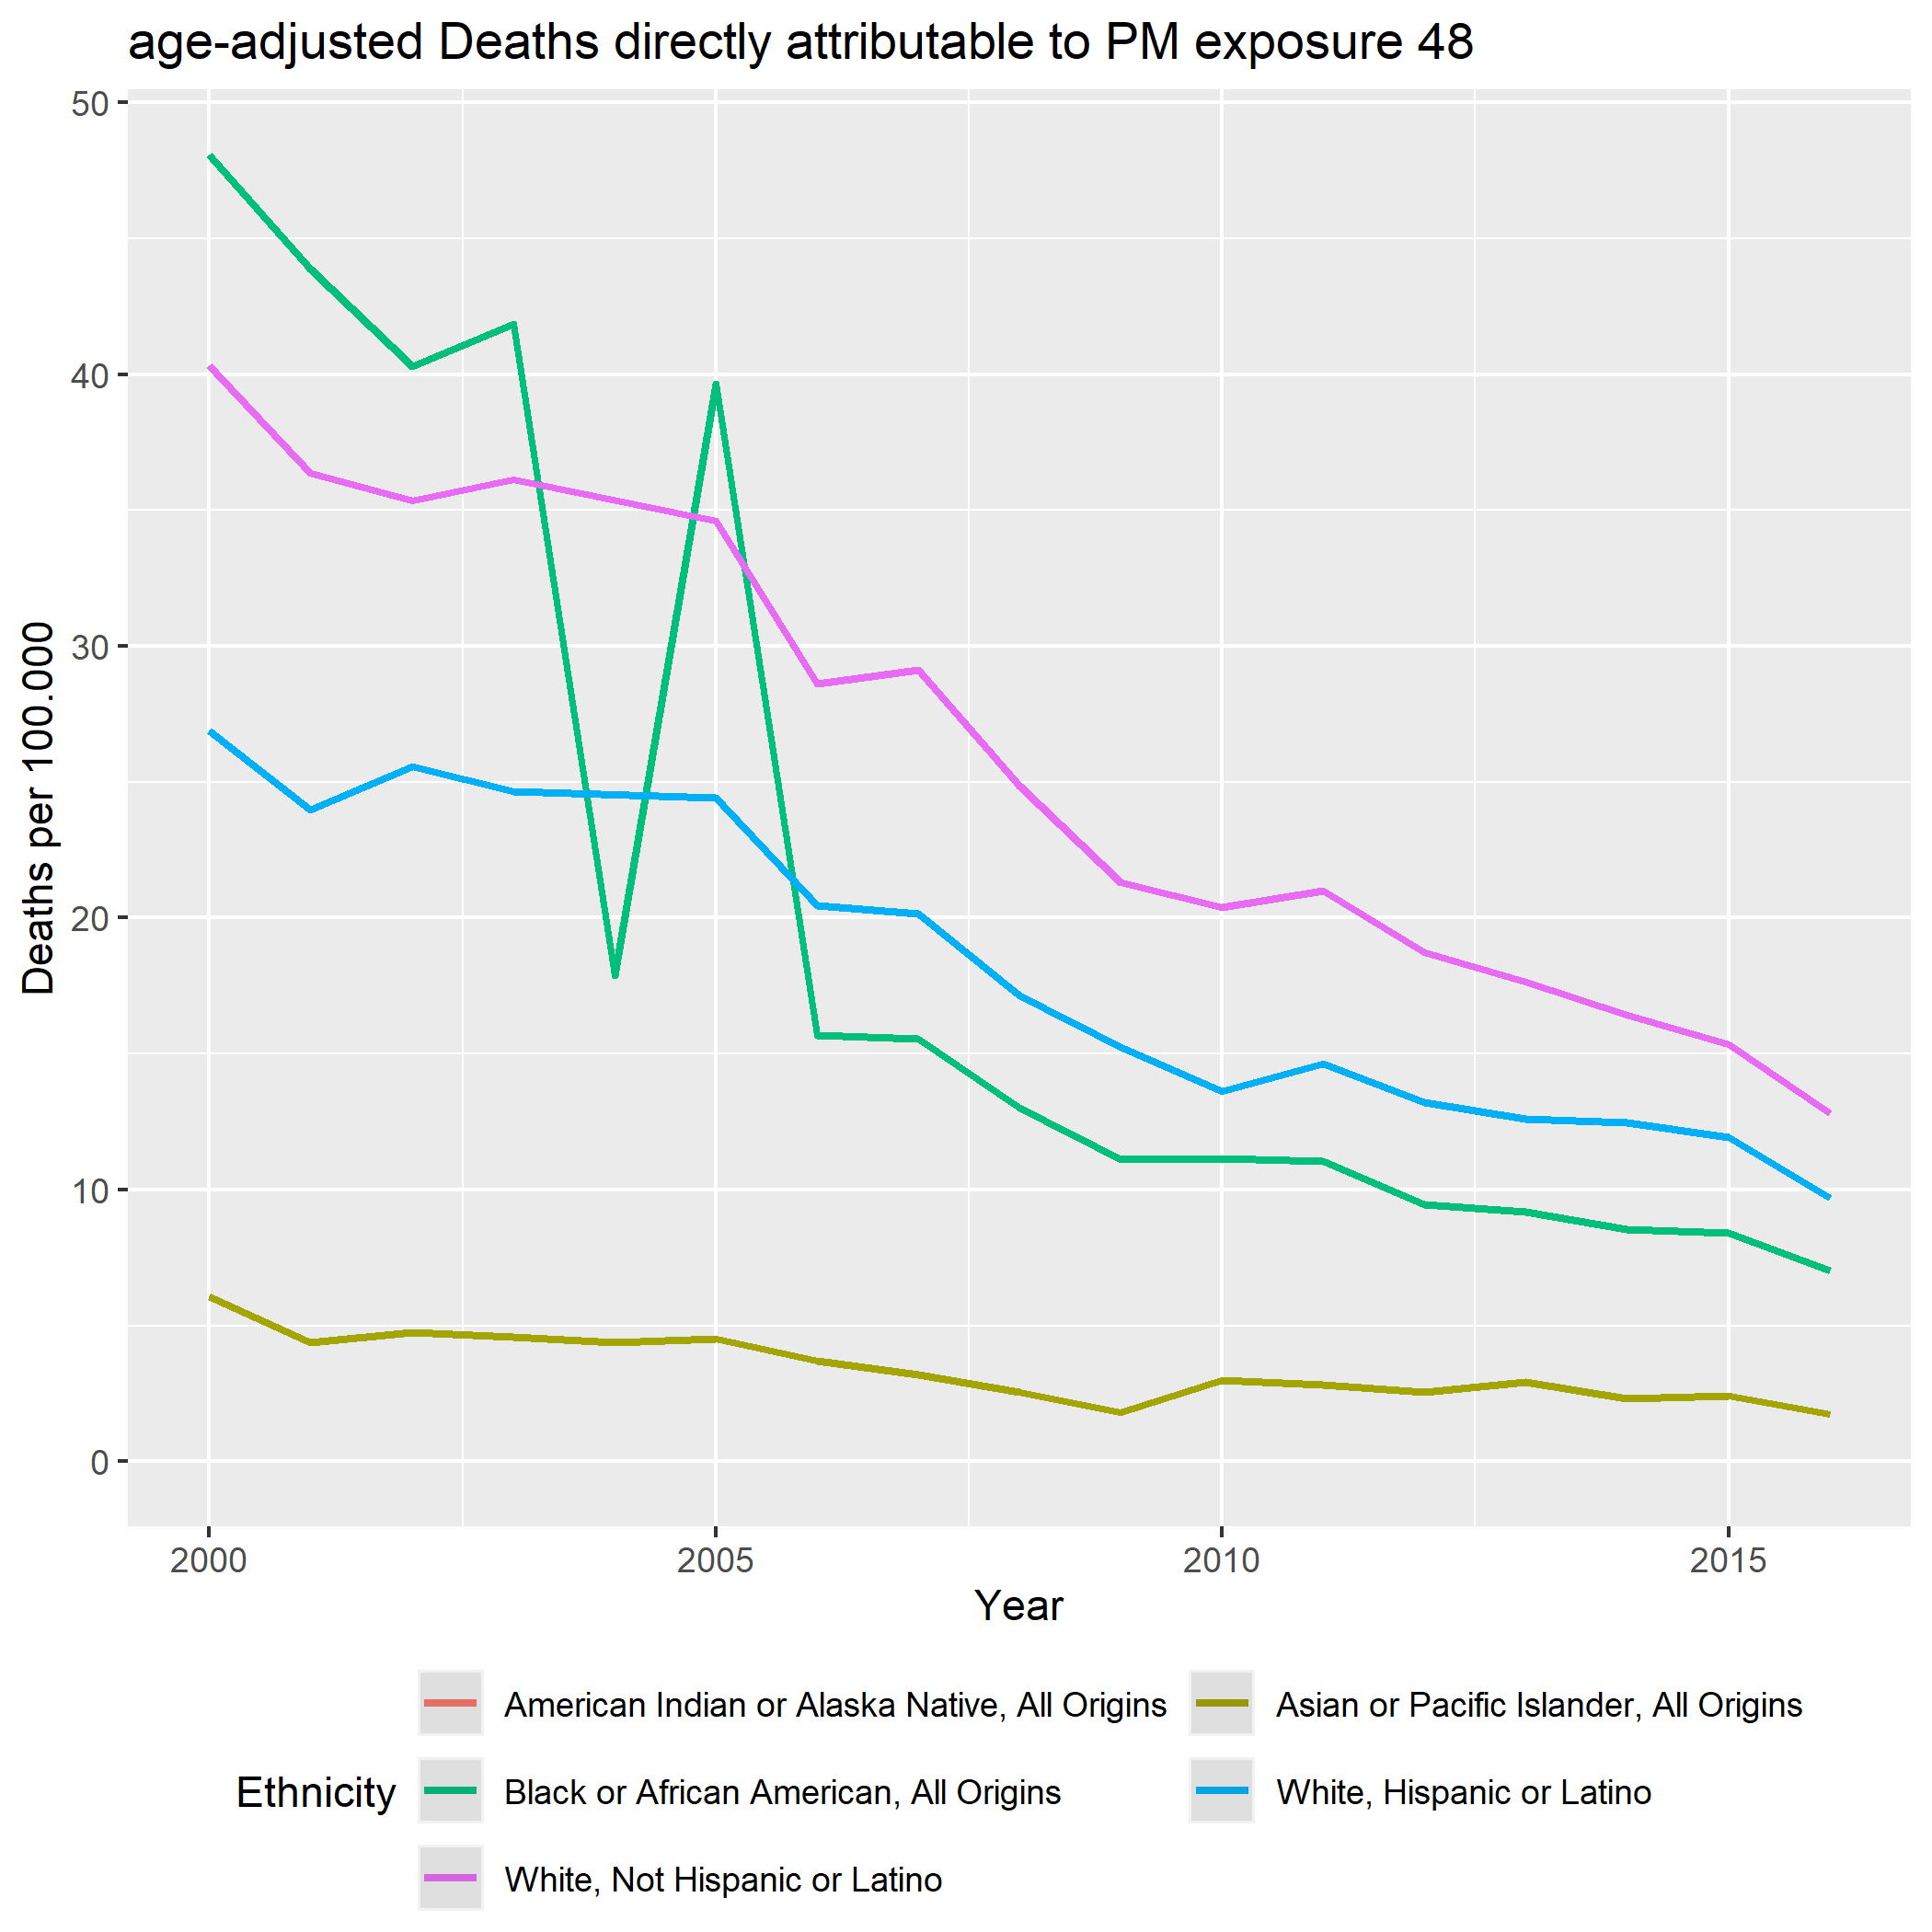 age-adjusted Deaths directly attributable to PM exposure 48
50
40
30
20
10
0
Deaths per 100.000
2000 2005 2010 2015
Year
Ethnicity
American Indian or Alaska Native, All Origins
Asian or Pacific Islander, All Origins
Black or African American, All Origins
White, Hispanic or Latino
White, Not Hispanic or Latino